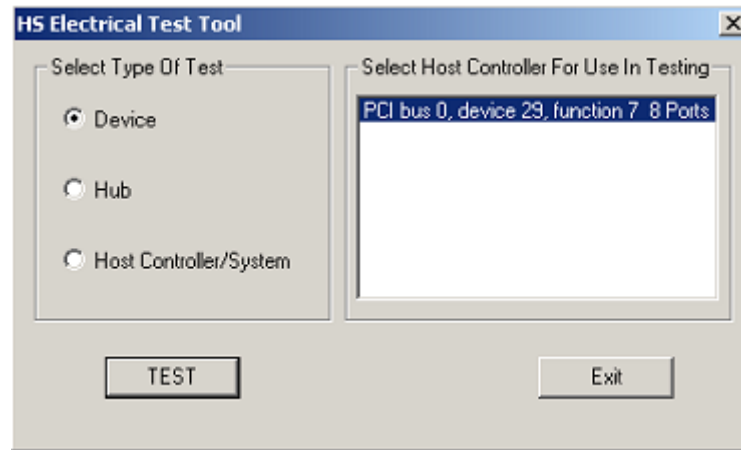 HS Electrical Test Tool
Select Type Of Test
Device
Hub
Host Controller/System
Select Host Controller For Use In Testing
PCI bus 0, device 29, function 7 8 Ports
TEST
Exit